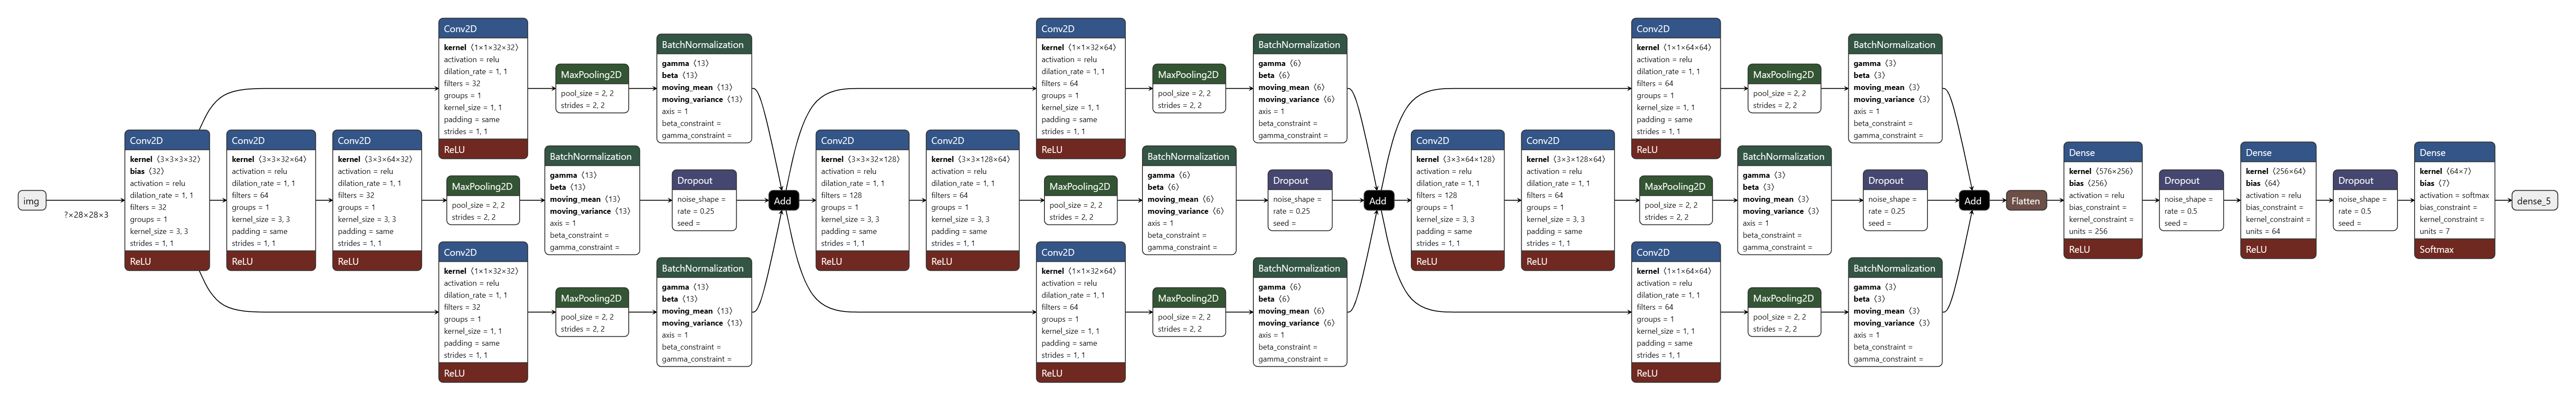 img
?×28×28×3
Conv2D
kernel 〈3×3×3×32〉
bias 〈32〉
activation = relu
dilation_rate = 1, 1
filters = 32
groups = 1
kernel_size = 3, 3
strides = 1, 1
ReLU
Conv2D
kernel 〈3×3×32×64〉
activation = relu
dilation_rate = 1, 1
filters = 64
groups = 1
kernel_size = 3, 3
padding = same
strides = 1, 1
ReLU
Conv2D
kernel 〈3×3×64×32〉
activation = relu
dilation_rate = 1, 1
filters = 32
groups = 1
kernel_size = 3, 3
padding = same
strides = 1, 1
ReLU
Conv2D
kernel 〈1×1×32×32〉
activation = relu
dilation_rate = 1, 1
filters = 32
groups = 1
kernel_size = 1, 1
padding = same
strides = 1, 1
ReLU
MaxPooling2D
pool_size = 2, 2
strides = 2, 2
BatchNormalization
gamma 〈13〉
beta 〈13〉
moving_mean 〈13〉
moving_variance 〈13〉
axis = 1
beta_constraint =
gamma_constraint =
MaxPooling2D
pool_size = 2, 2
strides = 2, 2
BatchNormalization
gamma 〈13〉
beta 〈13〉
moving_mean 〈13〉
moving_variance 〈13〉
axis = 1
beta_constraint =
gamma_constraint =
Dropout
noise_shape =
rate = 0.25
seed =
Conv2D
kernel 〈1×1×32×32〉
activation = relu
dilation_rate = 1, 1
filters = 32
groups = 1
kernel_size = 1, 1
padding = same
strides = 1, 1
ReLU
MaxPooling2D
pool_size = 2, 2
strides = 2, 2
BatchNormalization
gamma 〈13〉
beta 〈13〉
moving_mean 〈13〉
moving_variance 〈13〉
axis = 1
beta_constraint =
gamma_constraint =
Add
Conv2D
kernel 〈3×3×32×128〉
activation = relu
dilation_rate = 1, 1
filters = 128
groups = 1
kernel_size = 3, 3
padding = same
strides = 1, 1
ReLU
Conv2D
kernel 〈3×3×128×64〉
activation = relu
dilation_rate = 1, 1
filters = 64
groups = 1
kernel_size = 3, 3
padding = same
strides = 1, 1
ReLU
Conv2D
kernel 〈1×1×32×64〉
activation = relu
dilation_rate = 1, 1
filters = 64
groups = 1
kernel_size = 1, 1
padding = same
strides = 1, 1
ReLU
MaxPooling2D
pool_size = 2, 2
strides = 2, 2
BatchNormalization
gamma 〈6〉
beta 〈6〉
moving_mean 〈6〉
moving_variance 〈6〉
axis = 1
beta_constraint =
gamma_constraint =
MaxPooling2D
pool_size = 2, 2
strides = 2, 2
BatchNormalization
gamma 〈6〉
beta 〈6〉
moving_mean 〈6〉
moving_variance 〈6〉
axis = 1
beta_constraint =
gamma_constraint =
Dropout
noise_shape =
rate = 0.25
seed =
Conv2D
kernel 〈1×1×32×64〉
activation = relu
dilation_rate = 1, 1
filters = 64
groups = 1
kernel_size = 1, 1
padding = same
strides = 1, 1
ReLU
MaxPooling2D
pool_size = 2, 2
strides = 2, 2
BatchNormalization
gamma 〈6〉
beta 〈6〉
moving_mean 〈6〉
moving_variance 〈6〉
axis = 1
beta_constraint =
gamma_constraint =
Add
Conv2D
kernel 〈3×3×64×128〉
activation = relu
dilation_rate = 1, 1
filters = 128
groups = 1
kernel_size = 3, 3
padding = same
strides = 1, 1
ReLU
Conv2D
kernel 〈3×3×128×64〉
activation = relu
dilation_rate = 1, 1
filters = 64
groups = 1
kernel_size = 3, 3
padding = same
strides = 1, 1
ReLU
Conv2D
kernel 〈1×1×64×64〉
activation = relu
dilation_rate = 1, 1
filters = 64
groups = 1
kernel_size = 1, 1
padding = same
strides = 1, 1
ReLU
MaxPooling2D
pool_size = 2, 2
strides = 2, 2
BatchNormalization
gamma 〈3〉
beta 〈3〉
moving_mean 〈3〉
moving_variance 〈3〉
axis = 1
beta_constraint =
gamma_constraint =
MaxPooling2D
pool_size = 2, 2
strides = 2, 2
BatchNormalization
gamma 〈3〉
beta 〈3〉
moving_mean 〈3〉
moving_variance 〈3〉
axis = 1
beta_constraint =
gamma_constraint =
Dropout
noise_shape =
rate = 0.25
seed =
Conv2D
kernel 〈1×1×64×64〉
activation = relu
dilation_rate = 1, 1
filters = 64
groups = 1
kernel_size = 1, 1
padding = same
strides = 1, 1
ReLU
MaxPooling2D
pool_size = 2, 2
strides = 2, 2
BatchNormalization
gamma 〈3〉
beta 〈3〉
moving_mean 〈3〉
moving_variance 〈3〉
axis = 1
beta_constraint =
gamma_constraint =
Add
Flatten
Dense
kernel 〈576×256〉
bias 〈256〉
activation = relu
bias_constraint =
kernel_constraint =
units = 256
ReLU
Dropout
noise_shape =
rate = 0.5
seed =
Dense
kernel 〈256×64〉
bias 〈64〉
activation = relu
bias_constraint =
kernel_constraint =
units = 64
ReLU
Dropout
noise_shape =
rate = 0.5
seed =
Dense
kernel 〈64×7〉
bias 〈7〉
activation = softmax
bias_constraint =
kernel_constraint =
units = 7
Softmax
dense_5